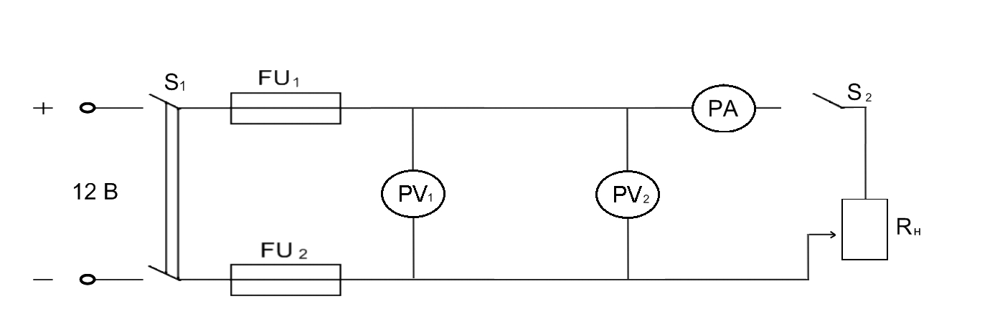 FU₁
S₁
S₂
+
PA
12 В
PV₁
PV₂
Rн
FU₂
—